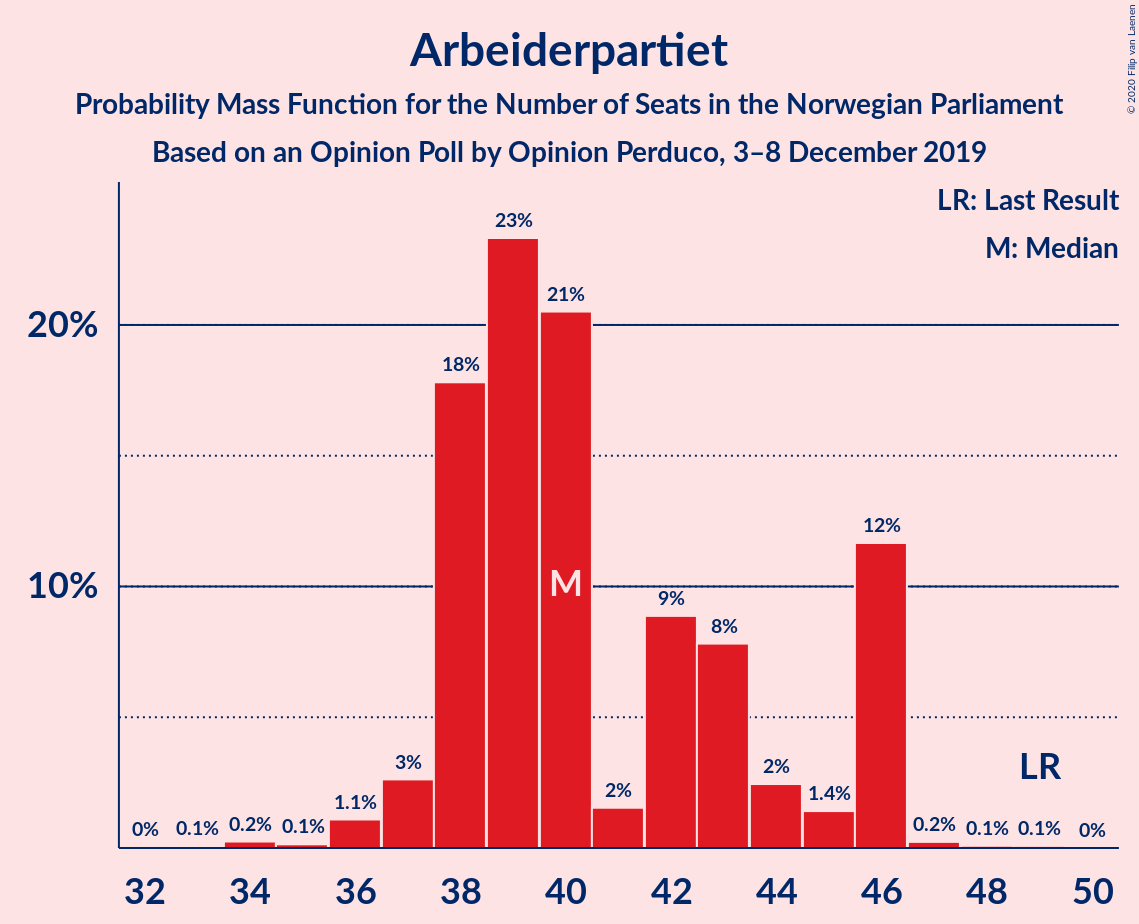 Arbeiderpartiet
Probability Mass Function for the Number of Seats in the Norwegian Parliament
Based on an Opinion Poll by Opinion Perduco, 3–8 December 2019
© 2020 Filip van Laenen
LR: Last Result
M: Median
20%
10%
0%
0.1%
0.2%
0.1%
1.1%
3%
18%
23%
21%
M
2%
9%
8%
2%
1.4%
12%
0.2%
0.1%
0.1%
LR
0%
32 34 36 38 40 42 44 46 48 50